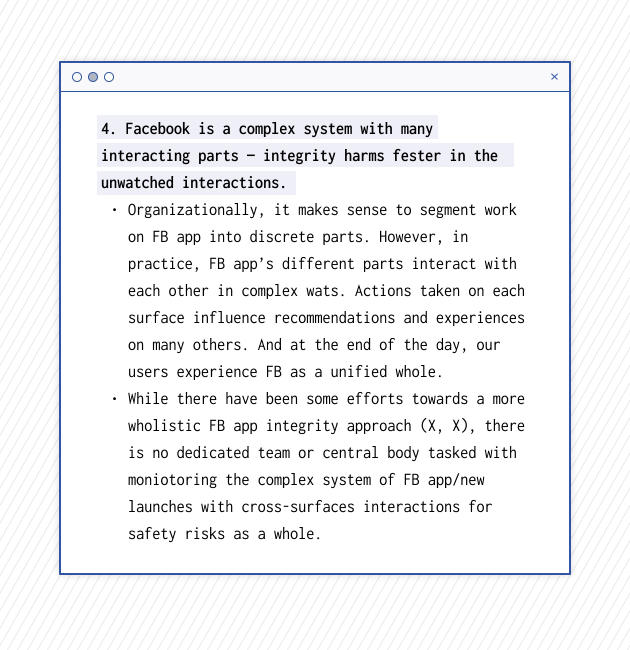 4. Facebook is a complex system with many
interacting parts – integrity harms fester in the
unwatched interactions.
• Organizationally, it makes sense to segment work
on FB app into discrete parts. However, in
practice, FB app’s different parts interact with
each other in complex wats. Actions taken on each
surface influence recommendations and experiences
on many others. And at the end of the day, our
users experience FB as a unified whole.
• While there have been some efforts towards a more
wholistic FB app integrity approach (X, X), there
is no dedicated team or central body tasked with
moniotoring the complex system of FB app/new
launches with cross-surfaces interactions for
safety risks as a whole.